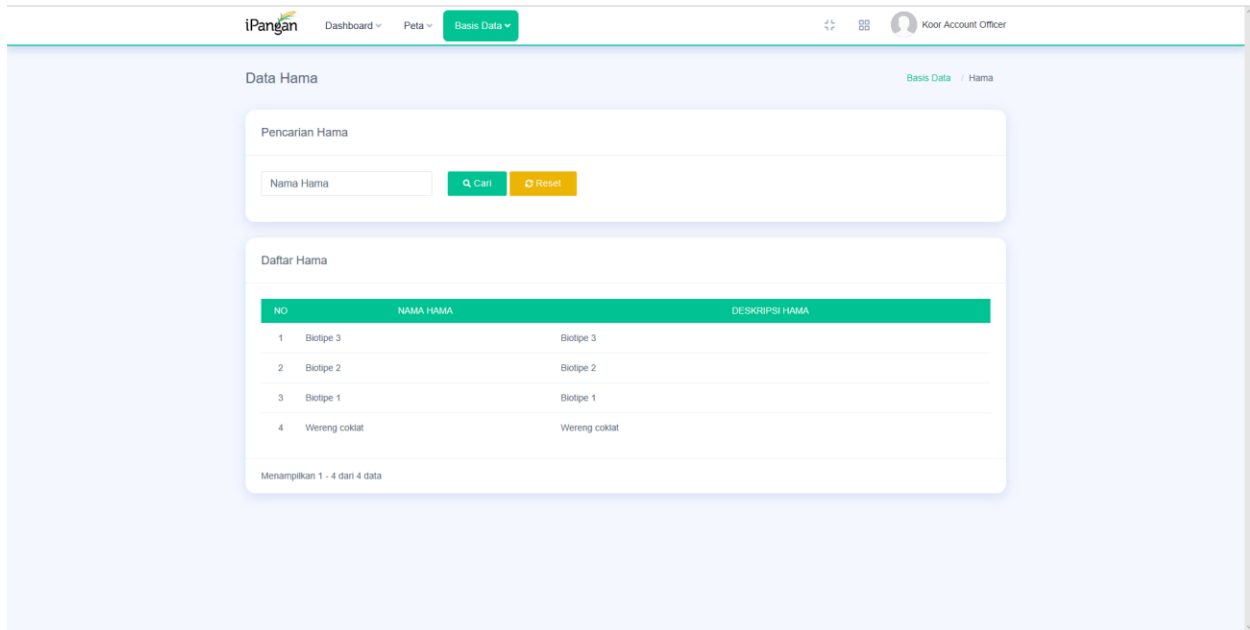 iPangan Dashboard Peta Basis Data Koor Account Officer
Data Hama Basis Data / Hama
Pencarian Hama
Nama Hama Cari Reset
Daftar Hama
NO NAMA HAMA DESKRIPSI HAMA
1 Biotipe 3 Biotipe 3
2 Biotipe 2 Biotipe 2
3 Biotipe 1 Biotipe 1
4 Wereng coklat Wereng coklat
Menampilkan 1 - 4 dari 4 data